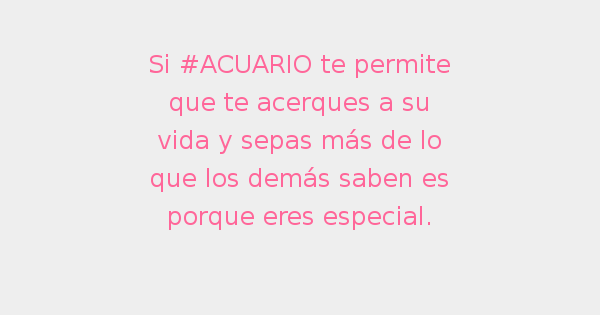 Si #ACUARIO te permite
que te acerques a su
vida y sepas más de lo
que los demás saben es
porque eres especial.